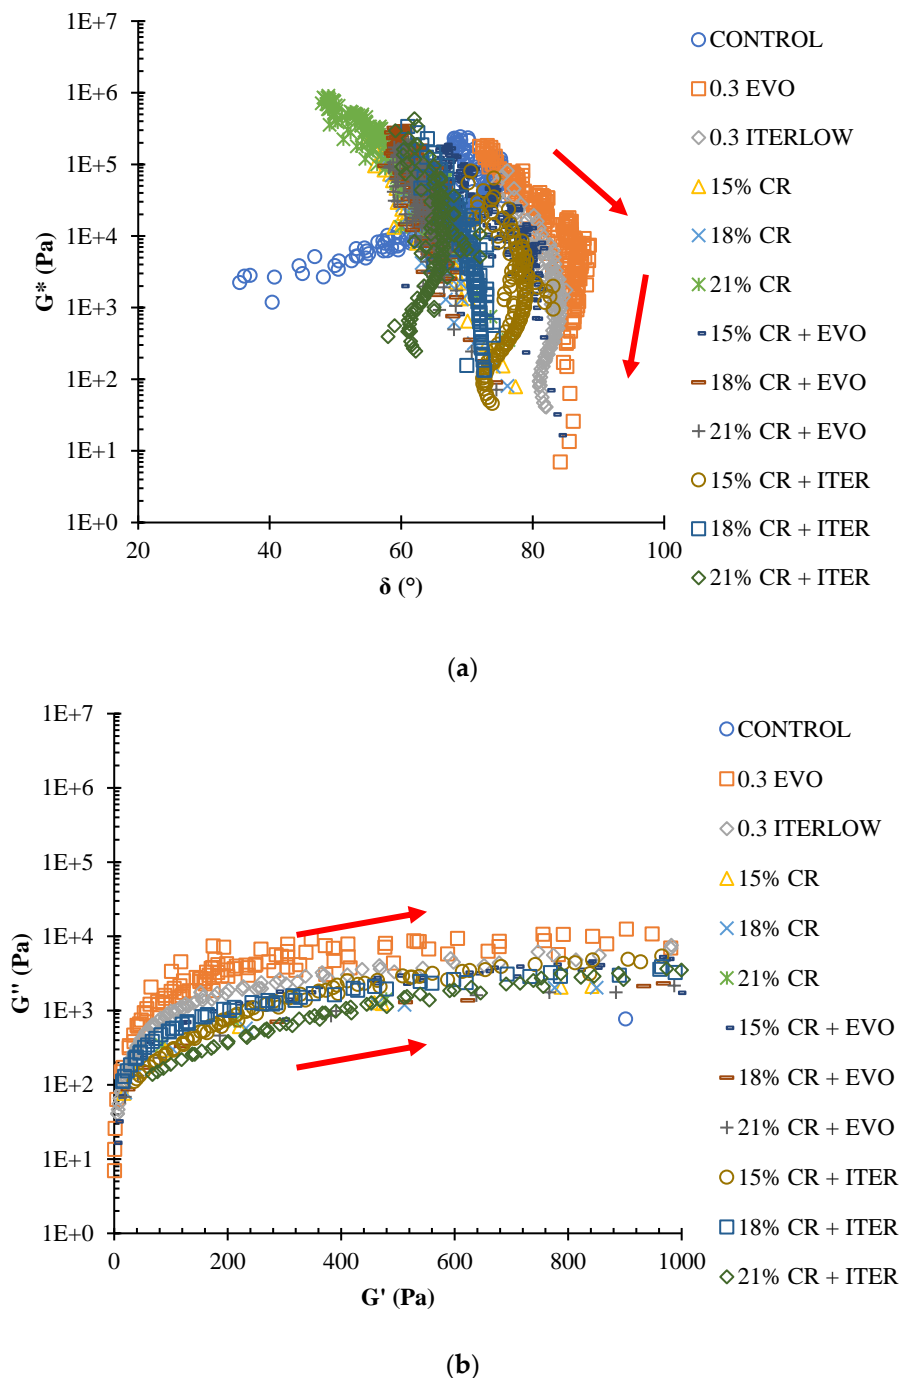 1E+7
1E+6
1E+5
1E+4
1E+3
1E+2
1E+1
1E+0
G* (Pa)
20 40 60 80 100
δ (°)
CONTROL
0.3 EVO
0.3 ITERLOW
15% CR
18% CR
21% CR
15% CR + EVO
18% CR + EVO
21% CR + EVO
15% CR + ITER
18% CR + ITER
21% CR + ITER
(a)
1E+7
1E+6
1E+5
1E+4
1E+3
1E+2
1E+1
1E+0
G'' (Pa)
0 200 400 600 800 1000
G' (Pa)
CONTROL
0.3 EVO
0.3 ITERLOW
15% CR
18% CR
21% CR
15% CR + EVO
18% CR + EVO
21% CR + EVO
15% CR + ITER
18% CR + ITER
21% CR + ITER
(b)